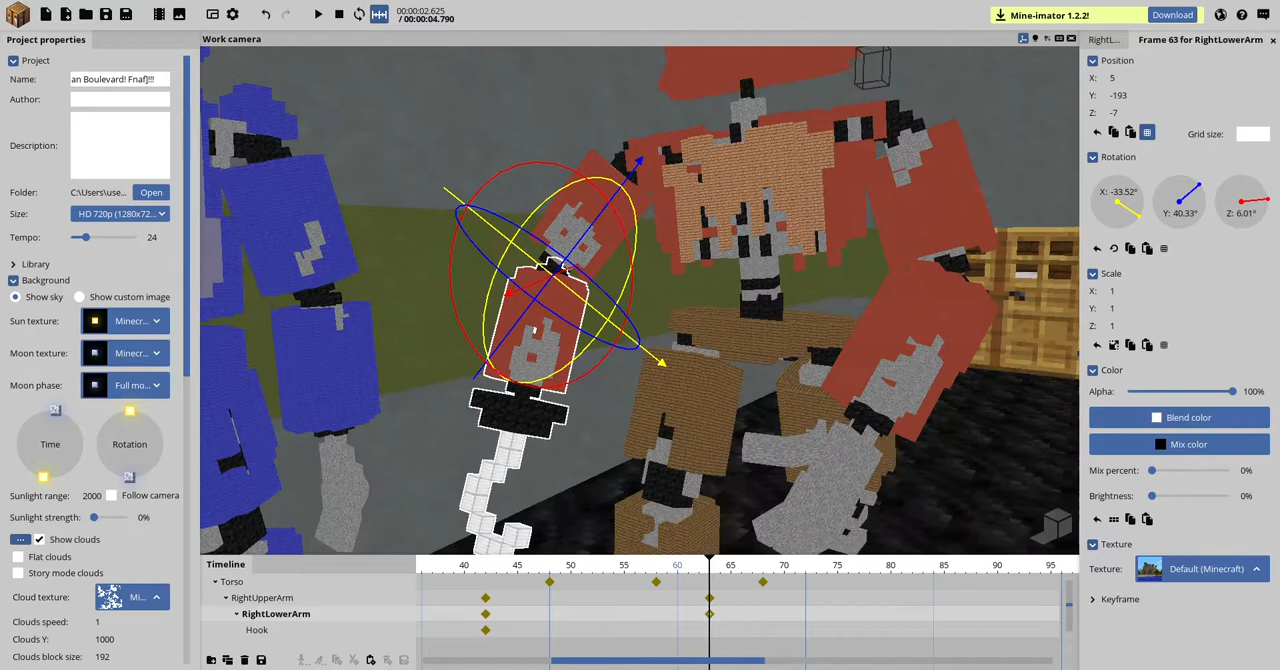 00:00:02.625
/ 00:00:04.790
Mine-imator 1.2.2!
Download
Project properties
Work camera
RightL...
Frame 63 for RightLowerArm
Project
Name:
an Boulevard! Fnaf]!!!
Author:
Description:
Folder:
C:\Users\use...
Open
Size:
HD 720p (1280x72...
Tempo:
24
Library
Background
Show sky
Show custom image
Sun texture:
Minecr...
Moon texture:
Minecr...
Moon phase:
Full mo...
Time
Rotation
Sunlight range:
2000
Follow camera
Sunlight strength:
0%
...
Show clouds
Flat clouds
Story mode clouds
Cloud texture:
Mi...
Clouds speed:
1
Clouds Y:
1000
Clouds block size:
192
Position
X:
5
Y:
-193
Z:
-7
Grid size:
Rotation
X: -33.52°
Y: 40.33°
Z: 6.01°
Scale
X:
1
Y:
1
Z:
1
Color
Alpha:
100%
Blend color
Mix color
Mix percent:
0%
Brightness:
0%
Texture
Texture:
Default (Minecraft)
Keyframe
Timeline
40 45 50 55 60 65 70 75 80 85 90 95
Torso
RightUpperArm
RightLowerArm
Hook